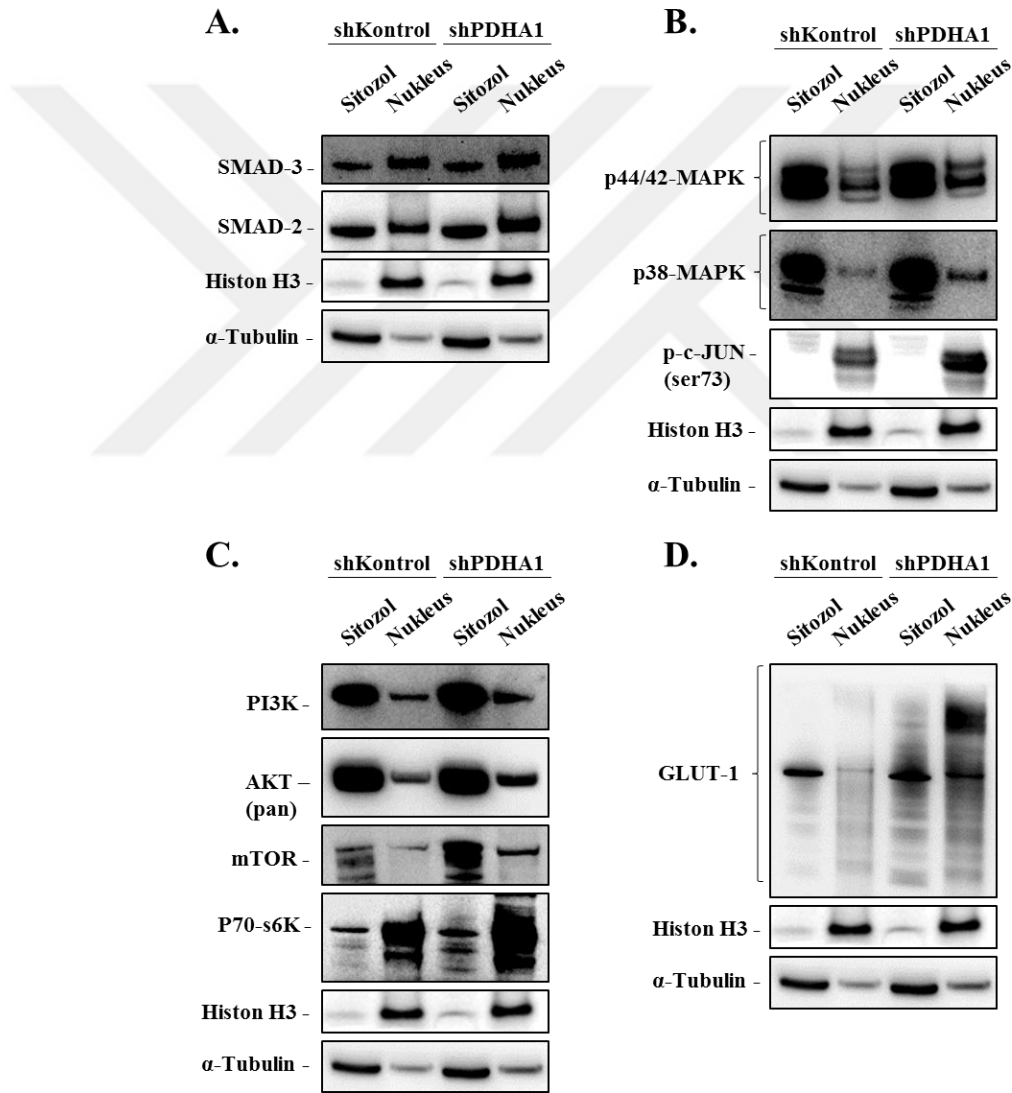 A.
shKontrol shPDHA1
Sitozol Nukleus Sitozol Nukleus
SMAD-3 -
SMAD-2 -
Histon H3 -
α-Tubulin -
B.
shKontrol shPDHA1
Sitozol Nukleus Sitozol Nukleus
p44/42-MAPK
p38-MAPK
p-c-JUN -
(ser73)
Histon H3 -
α-Tubulin -
C.
shKontrol shPDHA1
Sitozol Nukleus Sitozol Nukleus
PI3K -
AKT –
(pan)
mTOR -
P70-s6K -
Histon H3 -
α-Tubulin -
D.
shKontrol shPDHA1
Sitozol Nukleus Sitozol Nukleus
GLUT-1
Histon H3 -
α-Tubulin -